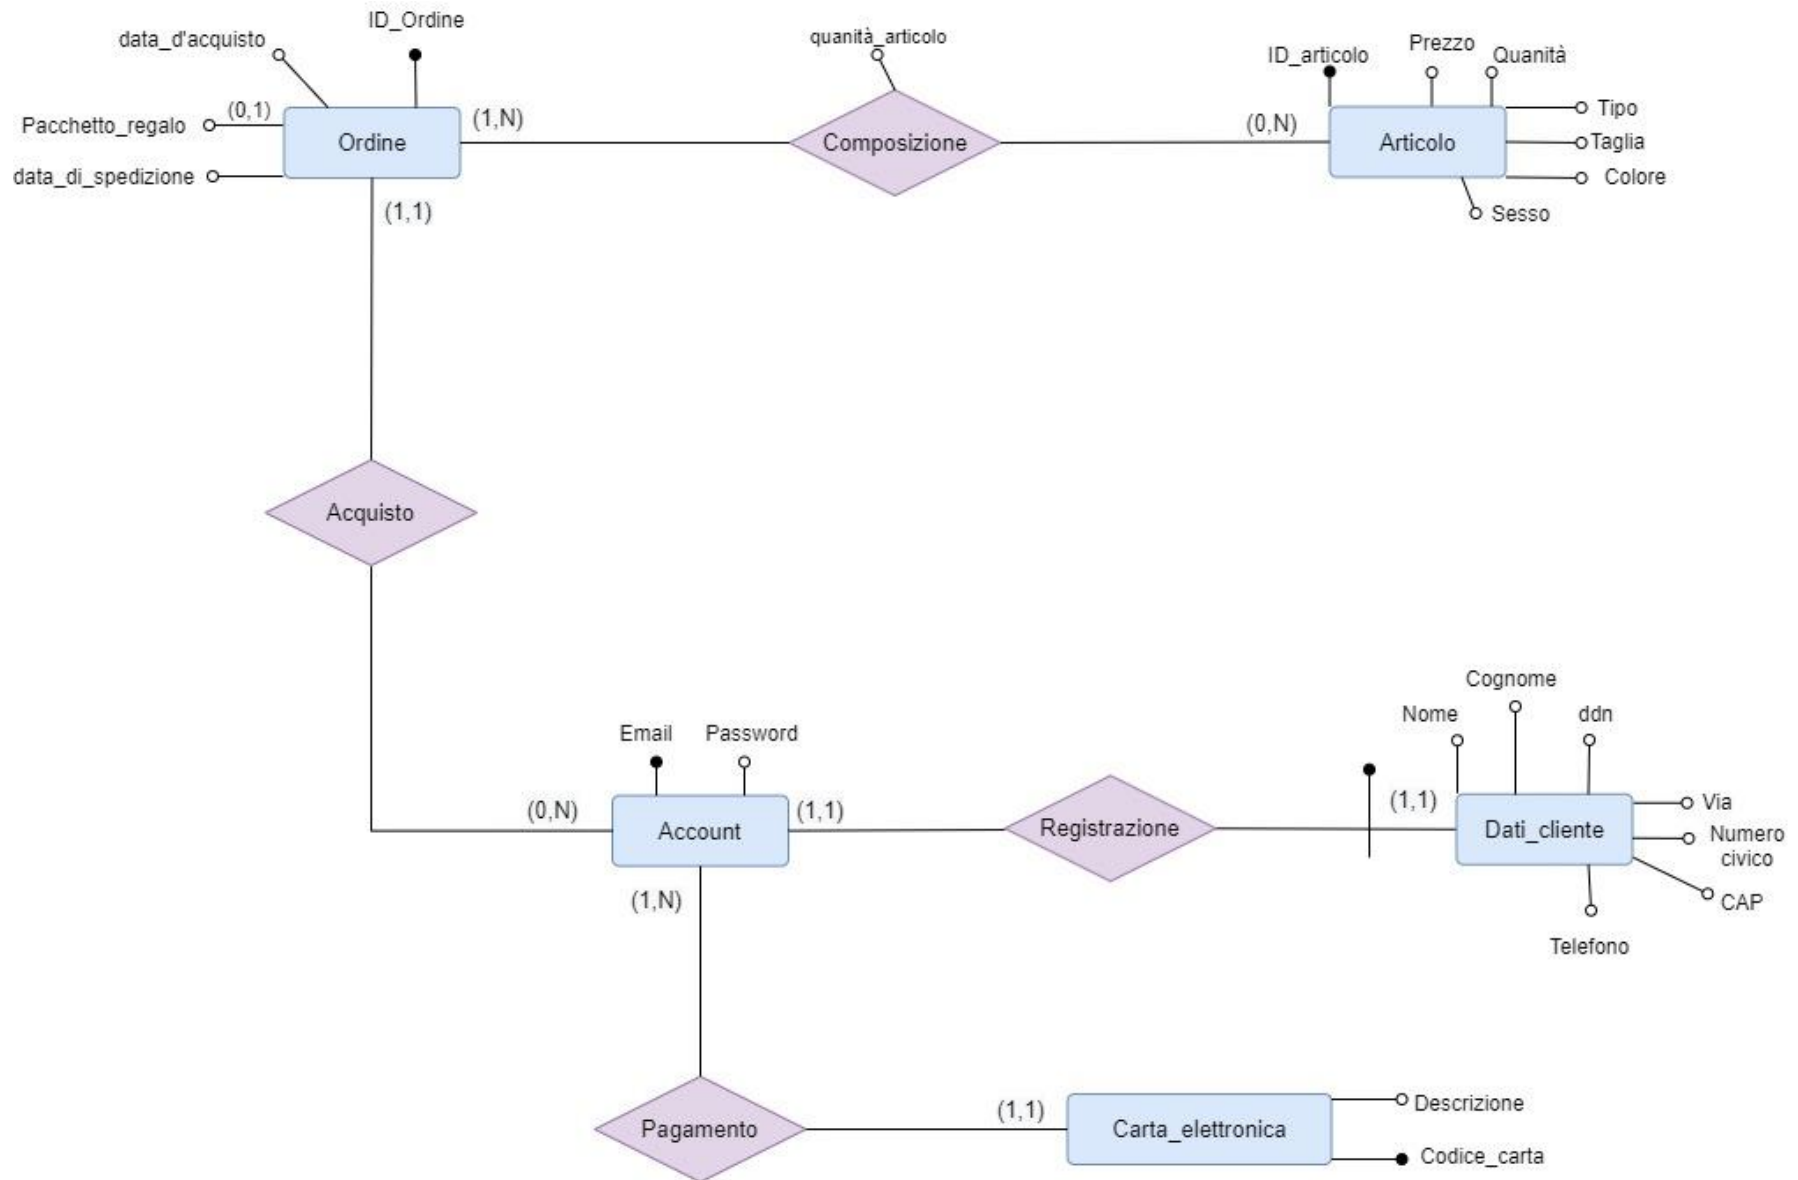 ID_Ordine
data_d'acquisto
quanità_articolo
Prezzo
ID_articolo
Quanità
Pacchetto_regalo
(0,1)
(1,N)
(0,N)
Tipo
Ordine
Composizione
Articolo
Taglia
data_di_spedizione
Colore
(1,1)
Sesso
Acquisto
Cognome
Nome
ddn
Email
Password
(0,N)
(1,1)
(1,1)
Via
Account
Registrazione
Dati_cliente
Numero
civico
(1,N)
CAP
Telefono
(1,1)
Descrizione
Pagamento
Carta_elettronica
Codice_carta